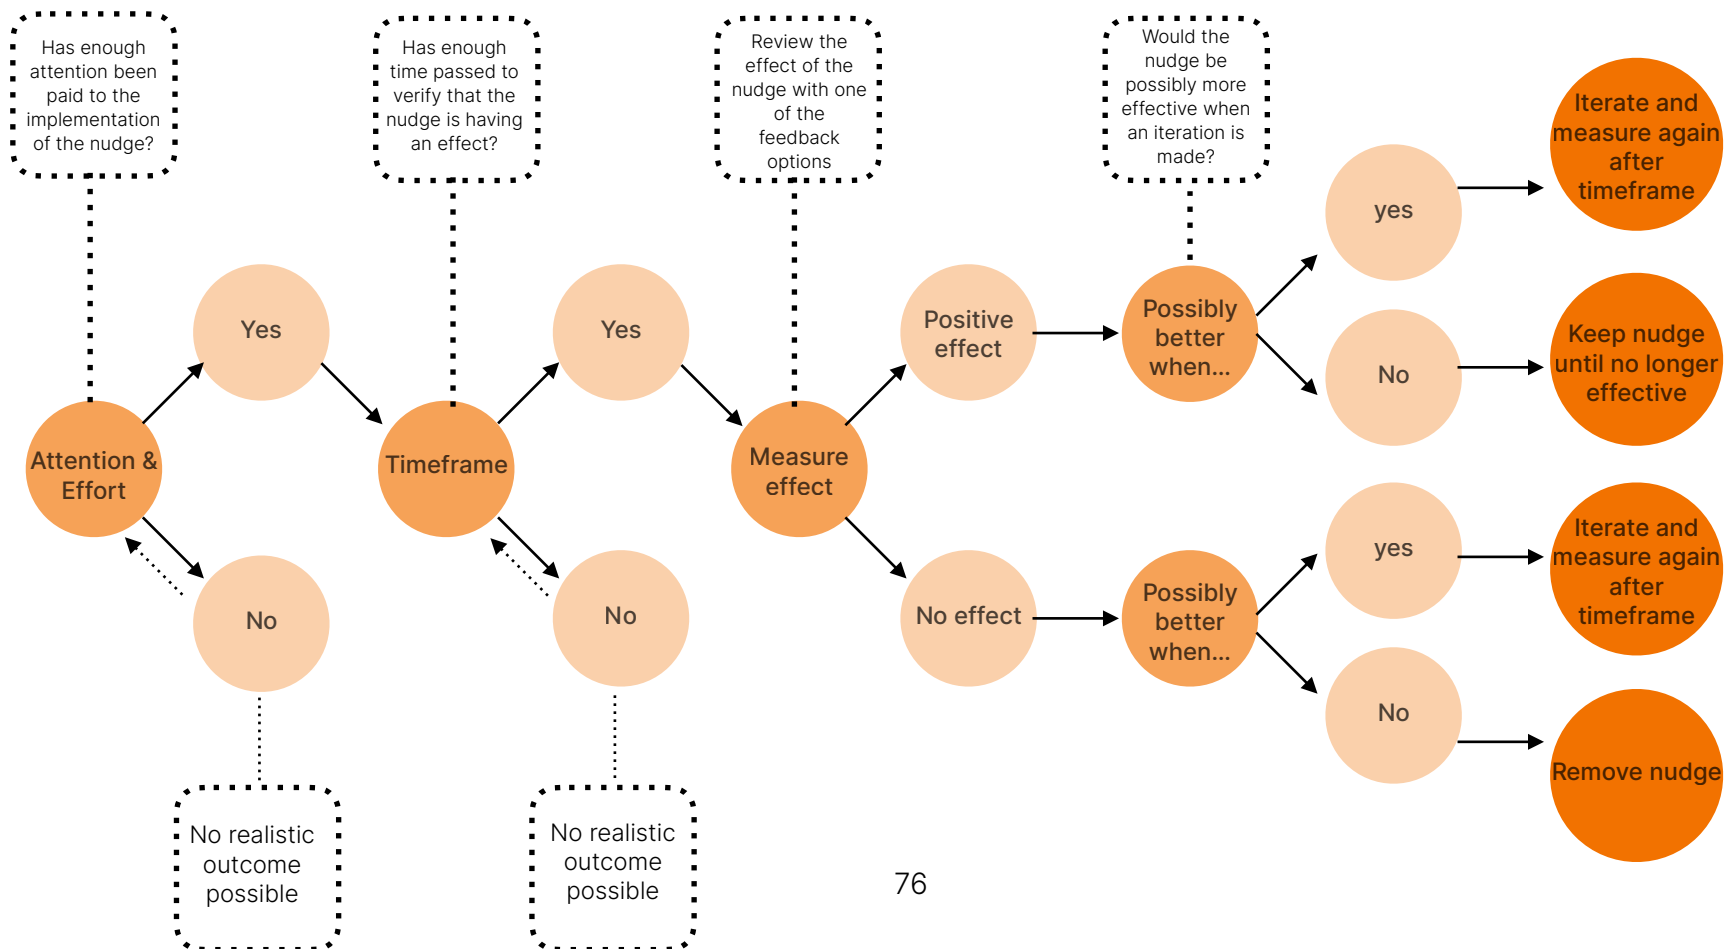 Has enough
attention been
paid to the
implementation
of the nudge?
Has enough
time passed to
verify that the
nudge is having
an effect?
Review the
effect of the
nudge with one
of the
feedback
options
Would the
nudge be
possibly more
effective when
an iteration is
made?
Attention &
Effort
Yes
No
No realistic
outcome
possible
Timeframe
Yes
No
No realistic
outcome
possible
Measure
effect
Positive
effect
No effect
Possibly
better
when...
yes
No
Possibly
better
when...
yes
No
Iterate and
measure again
after
timeframe
Keep nudge
until no longer
effective
Iterate and
measure again
after
timeframe
Remove nudge
76